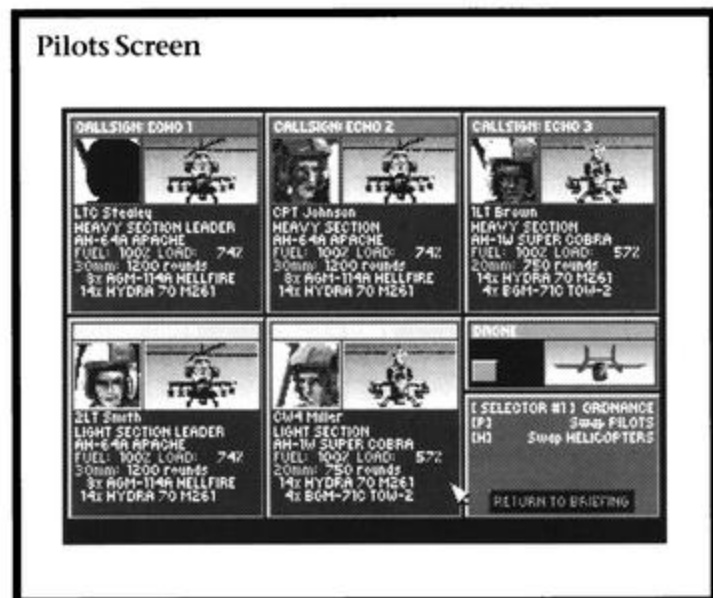 Pilots Screen
CALLSIGN: ECHO 1
LTC Stealey
HEAVY SECTION LEADER
AH-64A APACHE
FUEL: 100% LOAD: 74%
30mm: 1200 rounds
8x AGM-114A HELLFIRE
14x HYDRA 70 M261
CALLSIGN: ECHO 2
CPT Johnson
HEAVY SECTION
AH-64A APACHE
FUEL: 100% LOAD: 74%
30mm: 1200 rounds
8x AGM-114A HELLFIRE
14x HYDRA 70 M261
CALLSIGN: ECHO 3
1LT Brown
HEAVY SECTION
AH-1W SUPER COBRA
FUEL: 100% LOAD: 57%
20mm: 750 rounds
14x HYDRA 70 M261
4x BGM-71C TOW-2
2LT Smith
LIGHT SECTION LEADER
AH-64A APACHE
FUEL: 100% LOAD: 74%
30mm: 1200 rounds
8x AGM-114A HELLFIRE
14x HYDRA 70 M261
CW4 Miller
LIGHT SECTION
AH-1W SUPER COBRA
FUEL: 100% LOAD: 57%
20mm: 750 rounds
14x HYDRA 70 M261
4x BGM-71C TOW-2
DRONE
[ SELECTOR #1 ] ORDNANCE
[P] Swap PILOTS
[H] Swap HELICOPTERS
RETURN TO BRIEFING